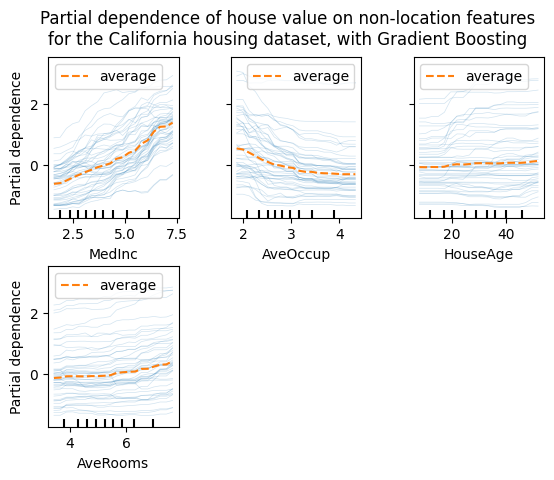 Partial dependence of house value on non-location features
for the California housing dataset, with Gradient Boosting
Partial dependence
2
0
average
2.5 5.0 7.5
MedInc
average
2 3 4
AveOccup
average
20 40
HouseAge
Partial dependence
2
0
average
4 6
AveRooms